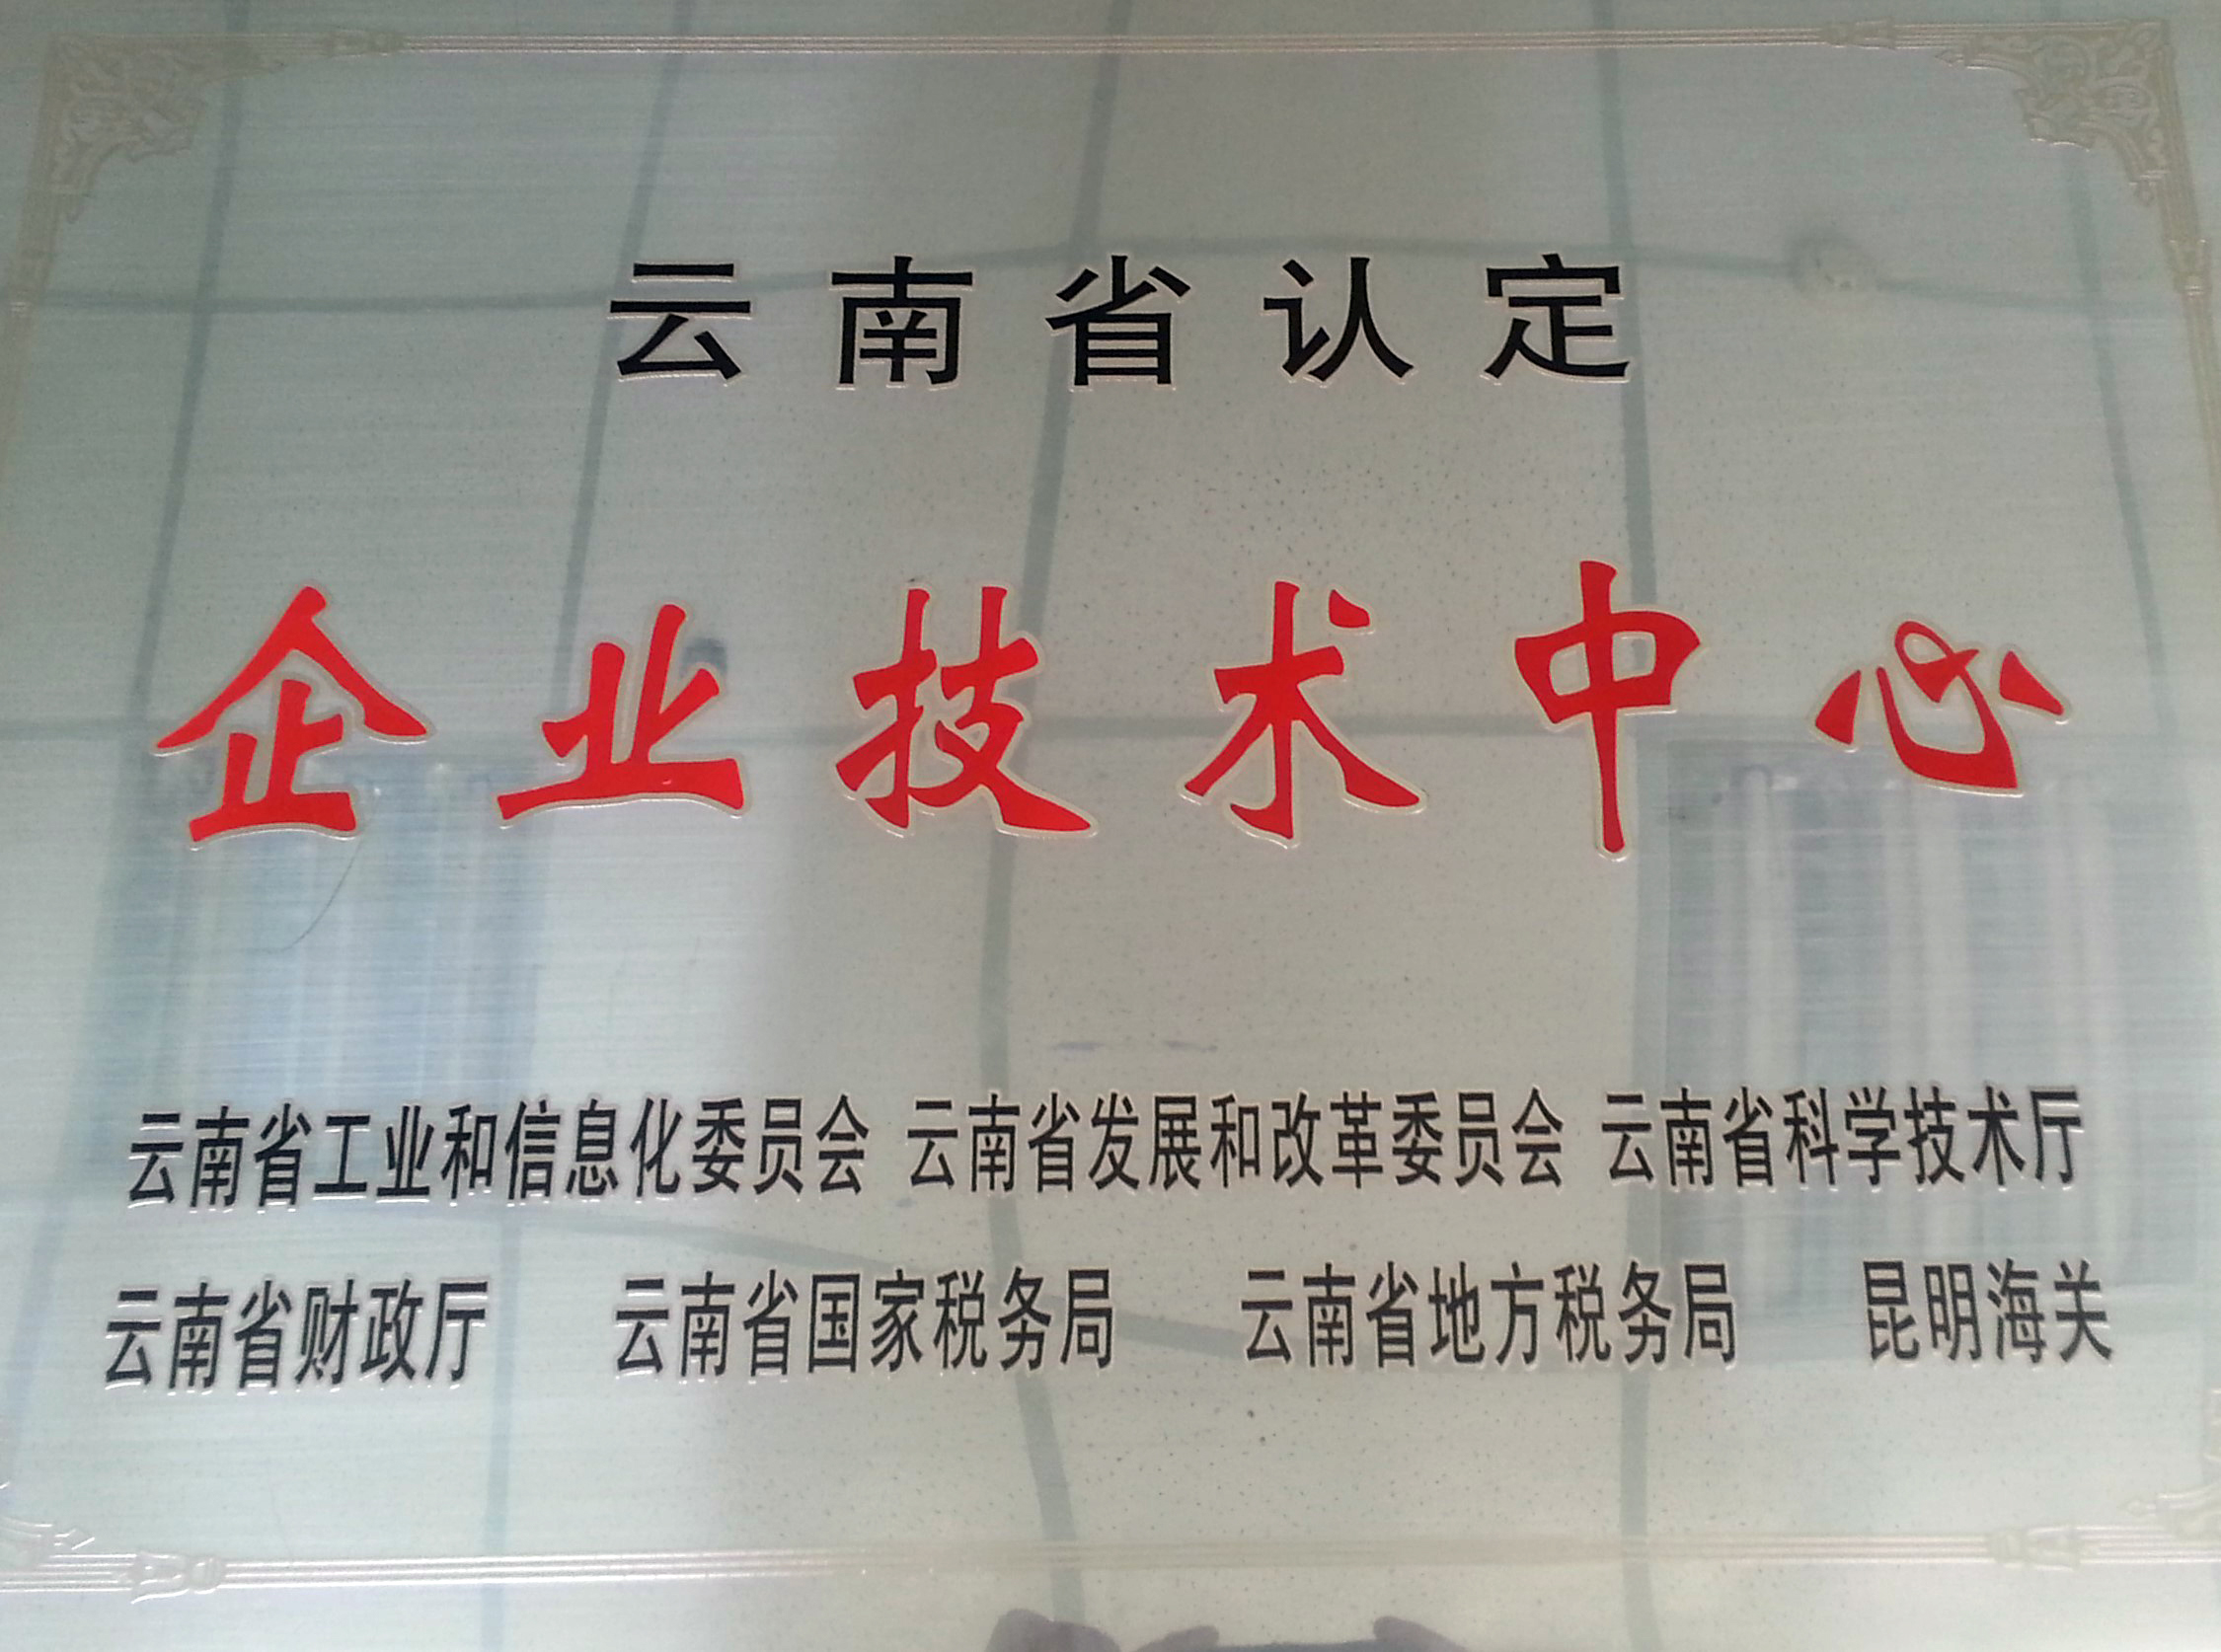 云南省认定
企业技术中心
云南省工业和信息化委员会 云南省发展和改革委员会 云南省科学技术厅
云南省财政厅 云南省国家税务局 云南省地方税务局 昆明海关